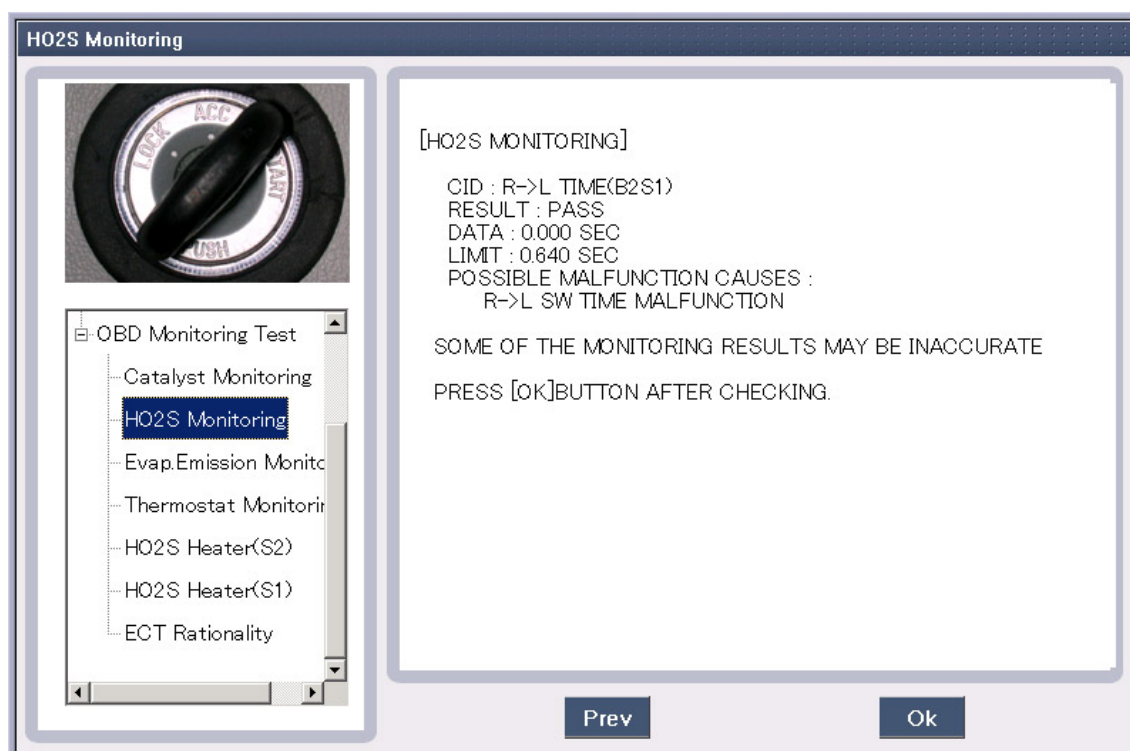 HO2S Monitoring
LOCK
ACC
START
PUSH
OBD Monitoring Test
Catalyst Monitoring
HO2S Monitoring
Evap.Emission Monito
Thermostat Monitorin
HO2S Heater(S2)
HO2S Heater(S1)
ECT Rationality
[HO2S MONITORING]
CID : R->L TIME(B2S1)
RESULT : PASS
DATA : 0.000 SEC
LIMIT : 0.640 SEC
POSSIBLE MALFUNCTION CAUSES :
R->L SW TIME MALFUNCTION
SOME OF THE MONITORING RESULTS MAY BE INACCURATE
PRESS [OK]BUTTON AFTER CHECKING.
Prev
Ok